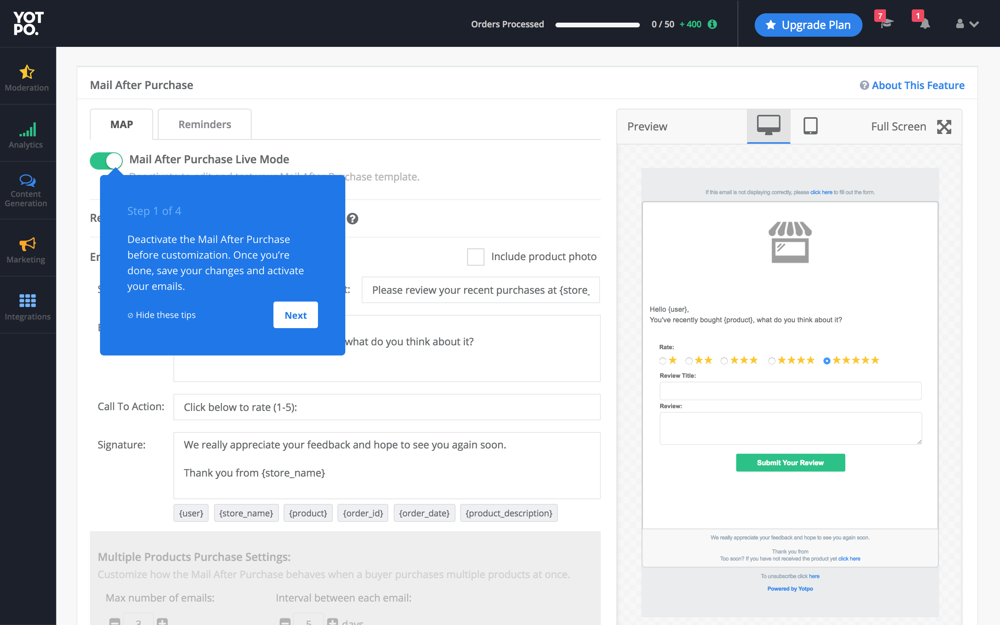 YOT
PO.
Orders Processed
0 / 50 + 400
Upgrade Plan
7
1
Moderation
Analytics
Content
Generation
Marketing
Integrations
Mail After Purchase
About This Feature
MAP
Reminders
Mail After Purchase Live Mode
chase template.
Step 1 of 4
Deactivate the Mail After Purchase
before customization. Once you're
done, save your changes and activate
your emails.
⊘ Hide these tips
Next
Re
?
Include product photo
t:
Please review your recent purchases at {store_
what do you think about it?
Call To Action:
Click below to rate (1-5):
Signature:
We really appreciate your feedback and hope to see you again soon.
Thank you from {store_name}
{user}
{store_name}
{product}
{order_id}
{order_date}
{product_description}
Multiple Products Purchase Settings:
Customize how the Mail After Purchase behaves when a buyer purchases multiple products at once.
Max number of emails:
Interval between each email:
3
5
days
Preview
Full Screen
If this email is not displaying correctly, please click here to fill out the form.
Hello {user},
You've recently bought {product}, what do you think about it?
Rate:
Review Title:
Review:
Submit Your Review
We really appreciate your feedback and hope to see you again soon.
Thank you from
Too soon? If you have not received the product yet click here
To unsubscribe click here
Powered by Yotpo